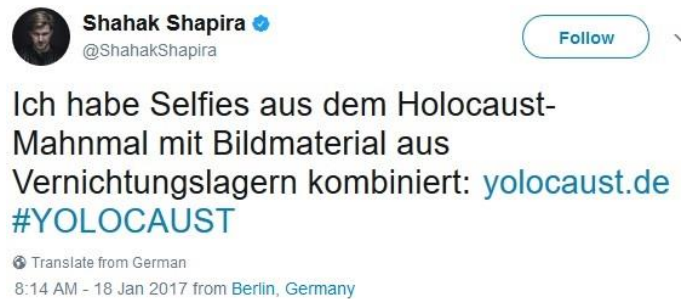 Shahak Shapira
@ShahakShapira
Follow
Ich habe Selfies aus dem Holocaust-
Mahnmal mit Bildmaterial aus
Vernichtungslagern kombiniert: yolocaust.de
#YOLOCAUST
Translate from German
8:14 AM - 18 Jan 2017 from Berlin, Germany